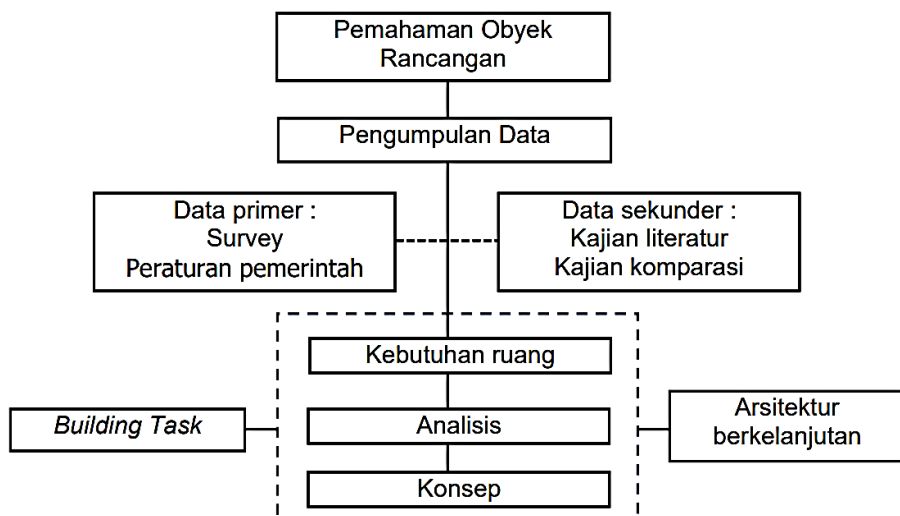 Pemahaman Obyek
Rancangan
Pengumpulan Data
Data primer :
Survey
Peraturan pemerintah
Data sekunder :
Kajian literatur
Kajian komparasi
Kebutuhan ruang
Building Task
Analisis
Arsitektur
berkelanjutan
Konsep